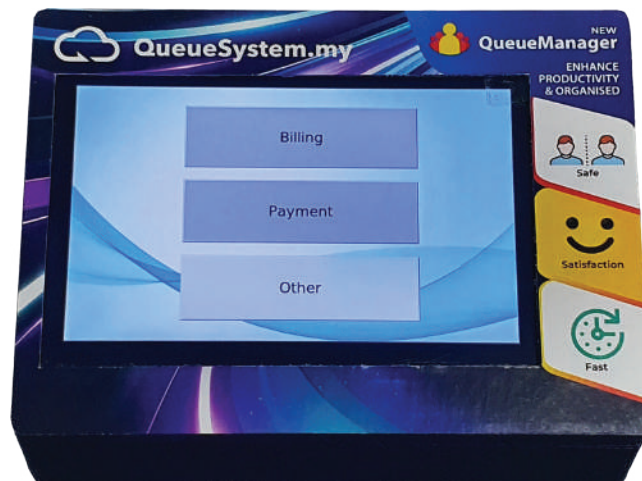 QueueSystem.my
NEW
QueueManager
ENHANCE
PRODUCTIVITY
& ORGANISED
Billing
Payment
Other
Safe
Satisfaction
Fast